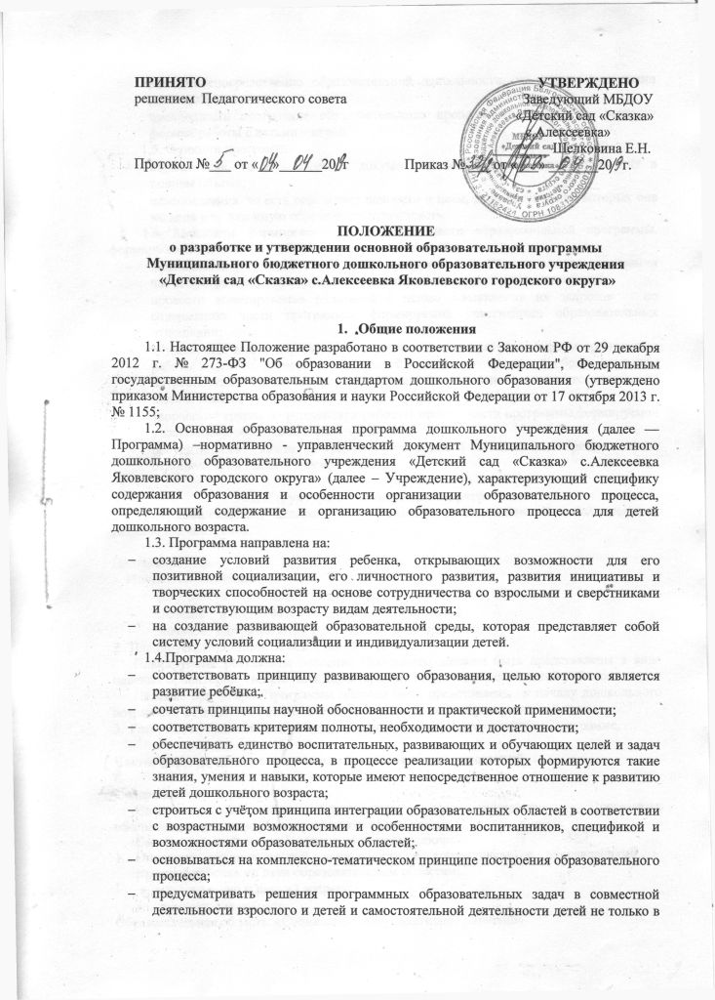 ПРИНЯТО УТВЕРЖДЕНО
решением Педагогического совета Заведующий МБДОУ
«Детский сад «Сказка»
с.Алексеевка»
Щелковина Е.Н.
Протокол № 5 от «04» 04 2019г Приказ № от « » 2019г.
ПОЛОЖЕНИЕ
о разработке и утверждении основной образовательной программы
Муниципального бюджетного дошкольного образовательного учреждения
«Детский сад «Сказка» с.Алексеевка Яковлевского городского округа»
1. Общие положения
1.1. Настоящее Положение разработано в соответствии с Законом РФ от 29 декабря
2012 г. № 273-ФЗ "Об образовании в Российской Федерации", Федеральным
государственным образовательным стандартом дошкольного образования (утверждено
приказом Министерства образования и науки Российской Федерации от 17 октября 2013 г.
№ 1155;
1.2. Основная образовательная программа дошкольного учреждения (далее —
Программа) –нормативно - управленческий документ Муниципального бюджетного
дошкольного образовательного учреждения «Детский сад «Сказка» с.Алексеевка
Яковлевского городского округа» (далее – Учреждение), характеризующий специфику
содержания образования и особенности организации образовательного процесса,
определяющий содержание и организацию образовательного процесса для детей
дошкольного возраста.
1.3. Программа направлена на:
– создание условий развития ребенка, открывающих возможности для его
позитивной социализации, его личностного развития, развития инициативы и
творческих способностей на основе сотрудничества со взрослыми и сверстниками
и соответствующим возрасту видам деятельности;
– на создание развивающей образовательной среды, которая представляет собой
систему условий социализации и индивидуализации детей.
1.4.Программа должна:
– соответствовать принципу развивающего образования, целью которого является
развитие ребёнка;
– сочетать принципы научной обоснованности и практической применимости;
– соответствовать критериям полноты, необходимости и достаточности;
– обеспечивать единство воспитательных, развивающих и обучающих целей и задач
образовательного процесса, в процессе реализации которых формируются такие
знания, умения и навыки, которые имеют непосредственное отношение к развитию
детей дошкольного возраста;
– строиться с учётом принципа интеграции образовательных областей в соответствии
с возрастными возможностями и особенностями воспитанников, спецификой и
возможностями образовательных областей;
– основываться на комплексно-тематическом принципе построения образовательного
процесса;
– предусматривать решения программных образовательных задач в совместной
деятельности взрослого и детей и самостоятельной деятельности детей не только в